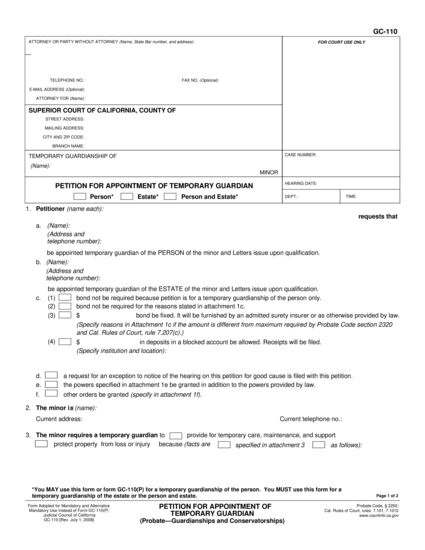 GC-110
ATTORNEY OR PARTY WITHOUT ATTORNEY (Name, State Bar number, and address):
FOR COURT USE ONLY
TELEPHONE NO.: FAX NO. (Optional):
E-MAIL ADDRESS (Optional):
ATTORNEY FOR (Name):
SUPERIOR COURT OF CALIFORNIA, COUNTY OF
STREET ADDRESS:
MAILING ADDRESS:
CITY AND ZIP CODE:
BRANCH NAME:
TEMPORARY GUARDIANSHIP OF
(Name):
MINOR
CASE NUMBER:
PETITION FOR APPOINTMENT OF TEMPORARY GUARDIAN
Person* Estate* Person and Estate*
HEARING DATE:
DEPT.: TIME:
1. Petitioner (name each):
requests that
a. (Name):
(Address and
telephone number):
be appointed temporary guardian of the PERSON of the minor and Letters issue upon qualification.
b. (Name):
(Address and
telephone number):
be appointed temporary guardian of the ESTATE of the minor and Letters issue upon qualification.
c. (1) bond not be required because petition is for a temporary guardianship of the person only.
(2) bond not be required for the reasons stated in attachment 1c.
(3) $ bond be fixed. It will be furnished by an admitted surety insurer or as otherwise provided by law.
(Specify reasons in Attachment 1c if the amount is different from maximum required by Probate Code section 2320
and Cal. Rules of Court, rule 7.207(c).)
(4) $ in deposits in a blocked account be allowed. Receipts will be filed.
(Specify institution and location):
d. a request for an exception to notice of the hearing on this petition for good cause is filed with this petition.
e. the powers specified in attachment 1e be granted in addition to the powers provided by law.
f. other orders be granted (specify in attachment 1f).
2. The minor is (name):
Current address: Current telephone no.:
3. The minor requires a temporary guardian to provide for temporary care, maintenance, and support
protect property from loss or injury because (facts are specified in attachment 3 as follows):
*You MAY use this form or form GC-110(P) for a temporary guardianship of the person. You MUST use this form for a
temporary guardianship of the estate or the person and estate.
Page 1 of 2
Form Adopted for Mandatory and Alternative
Mandatory Use Instead of Form GC-110(P)
Judicial Council of California
GC-110 [Rev. July 1, 2008]
PETITION FOR APPOINTMENT OF
TEMPORARY GUARDIAN
(Probate—Guardianships and Conservatorships)
Probate Code, § 2250;
Cal. Rules of Court, rules 7.101, 7.1012
www.courtinfo.ca.gov